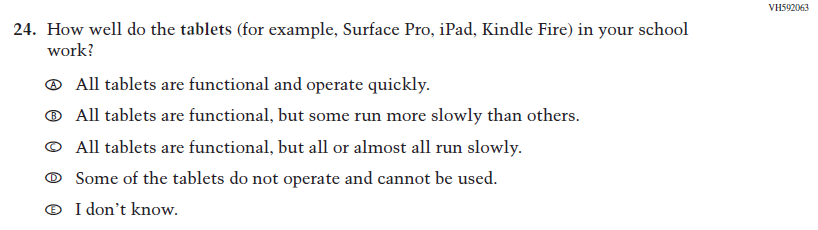 VH592063
24. How well do the tablets (for example, Surface Pro, iPad, Kindle Fire) in your school
work?
A All tablets are functional and operate quickly.
B All tablets are functional, but some run more slowly than others.
C All tablets are functional, but all or almost all run slowly.
D Some of the tablets do not operate and cannot be used.
E I don’t know.